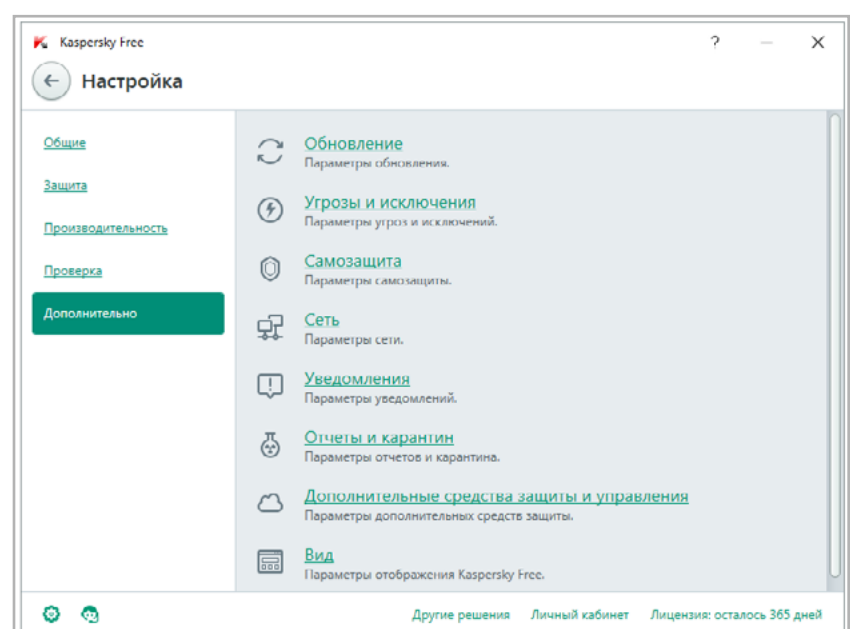 Kaspersky Free
?
Настройка
Общие
Защита
Производительность
Проверка
Дополнительно
Обновление
Параметры обновления.
Угрозы и исключения
Параметры угроз и исключений.
Самозащита
Параметры самозащиты.
Сеть
Параметры сети.
Уведомления
Параметры уведомлений.
Отчеты и карантин
Параметры отчетов и карантина.
Дополнительные средства защиты и управления
Параметры дополнительных средств защиты.
Вид
Параметры отображения Kaspersky Free.
Другие решения Личный кабинет Лицензия: осталось 365 дней